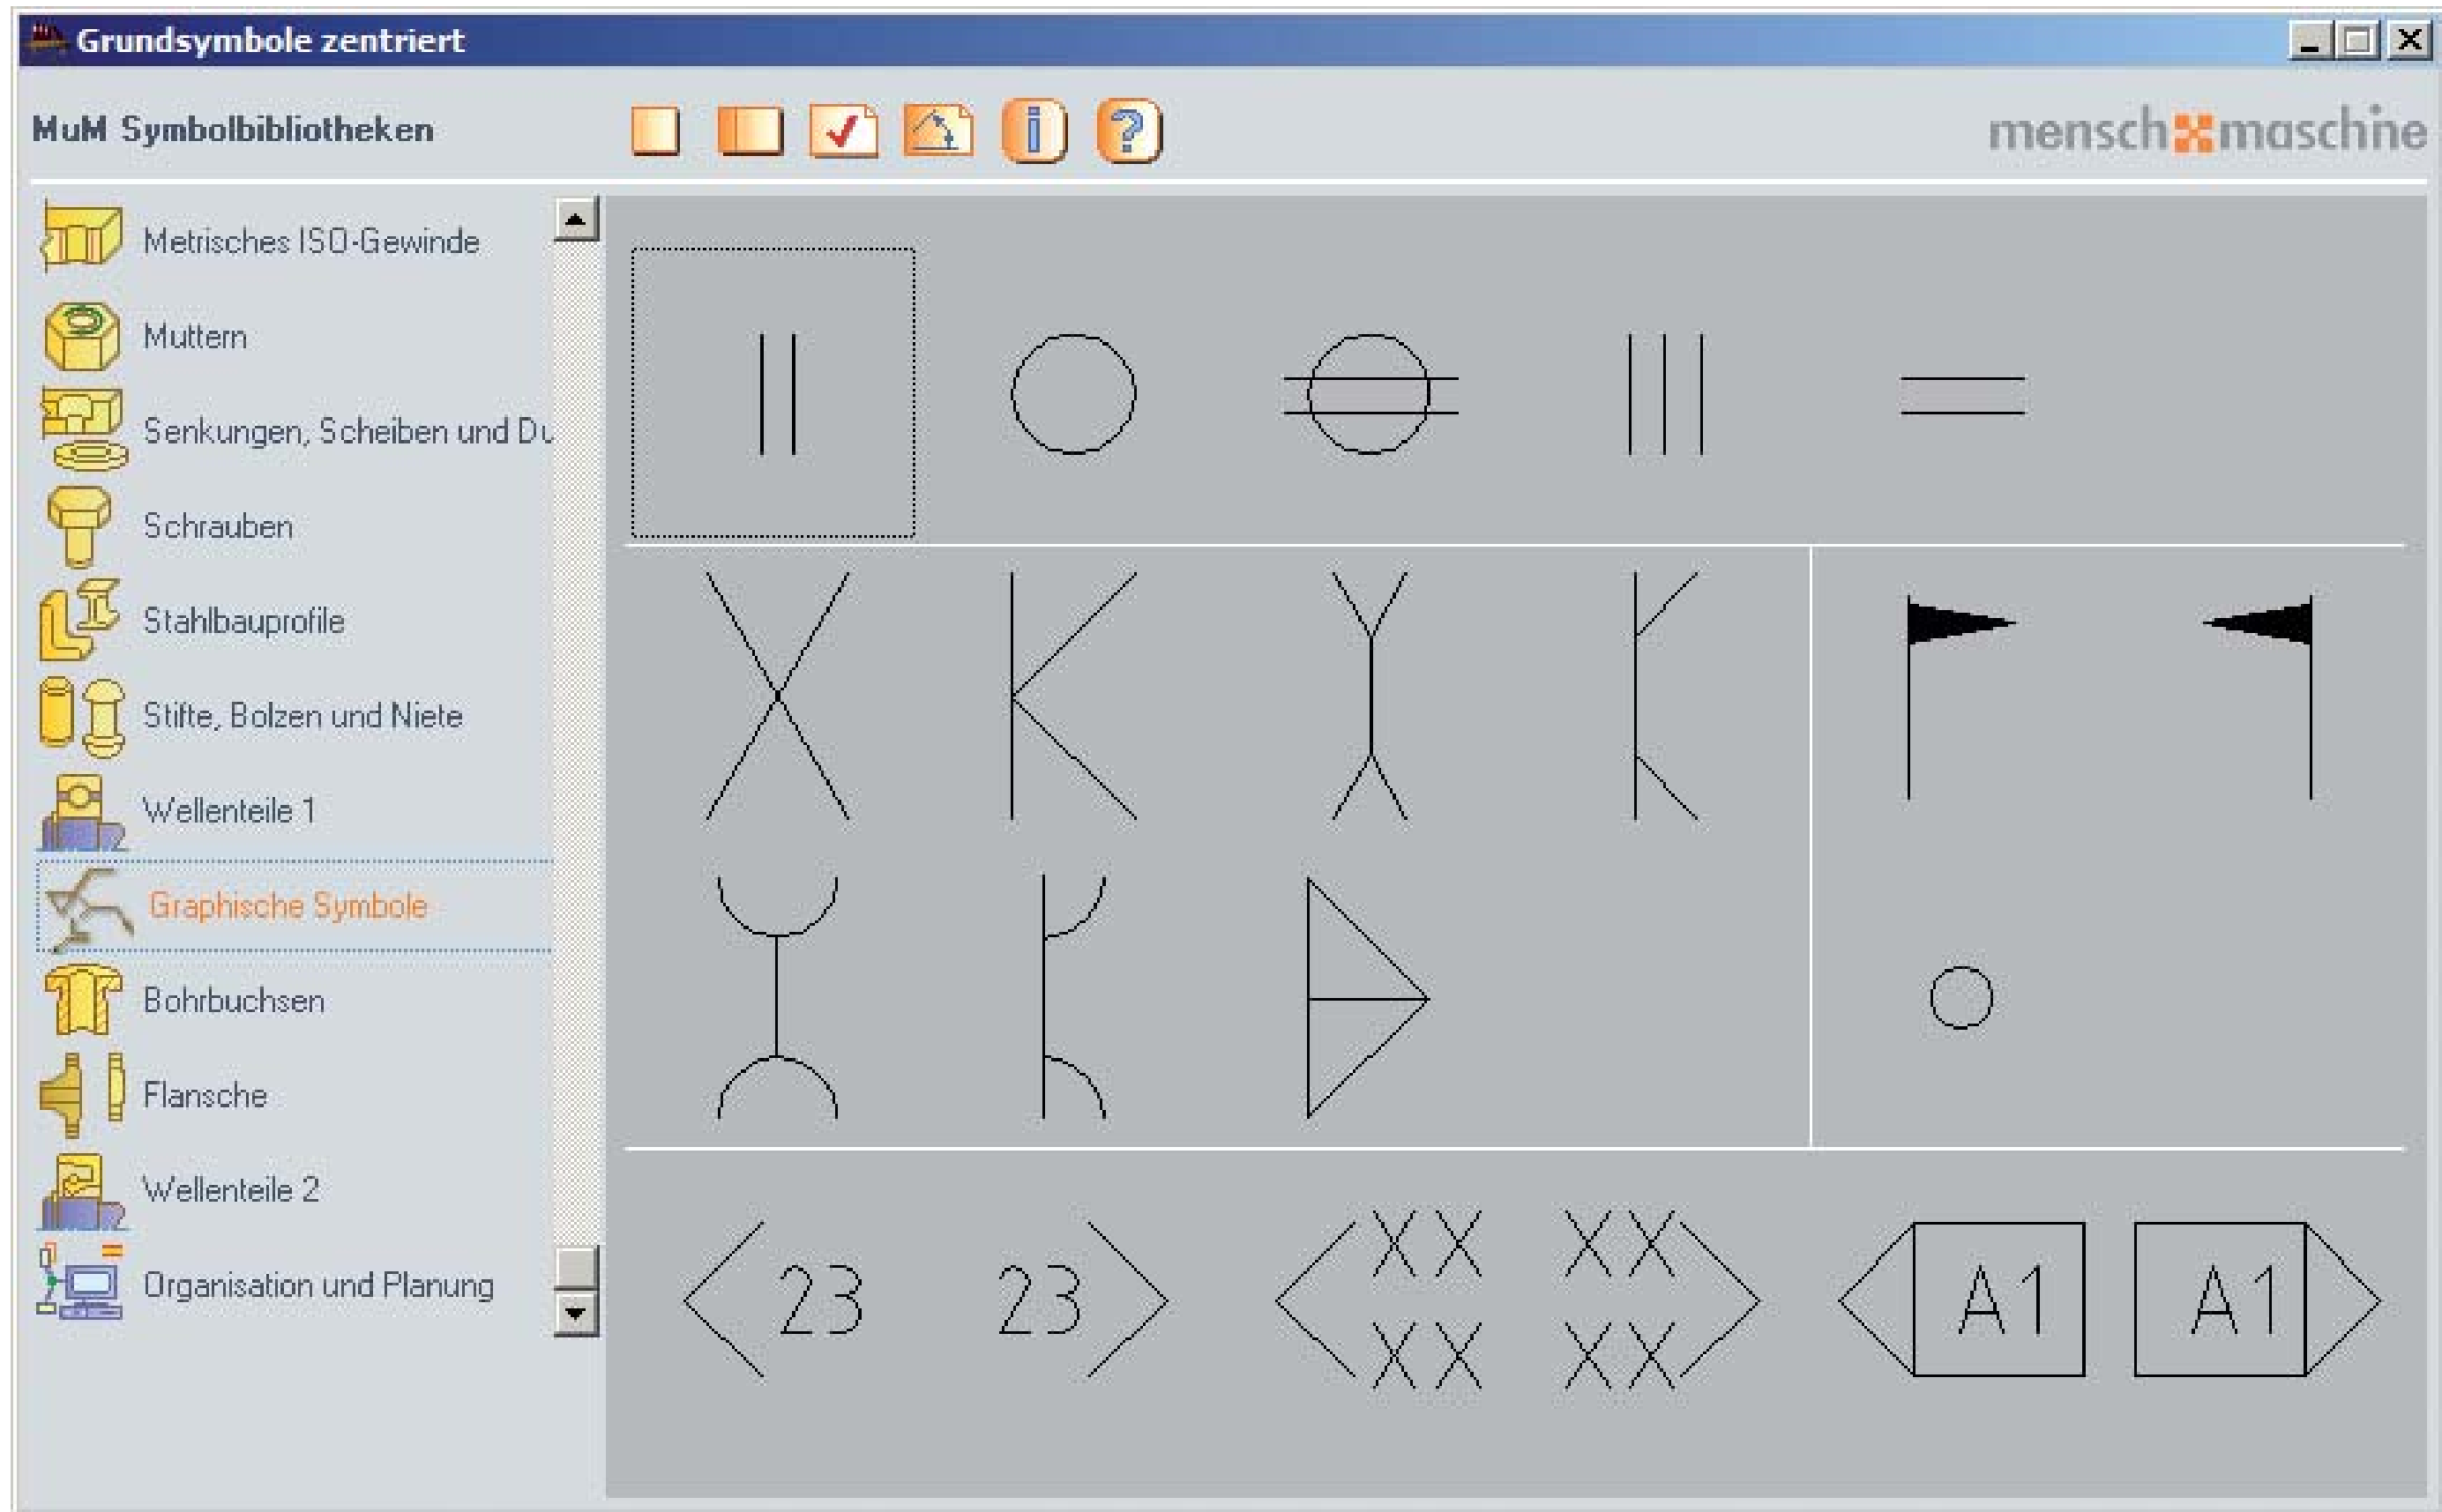 Grundsymbole zentriert
MuM Symbolbibliotheken
mensch maschine
Metrisches ISO-Gewinde
Muttern
Senkungen, Scheiben und Du
Schrauben
Stahlbauprofile
Stifte, Bolzen und Niete
Wellenteile 1
Graphische Symbole
Bohrbuchsen
Flansche
Wellenteile 2
Organisation und Planung
23 23 XX XX A1 A1
XX XX